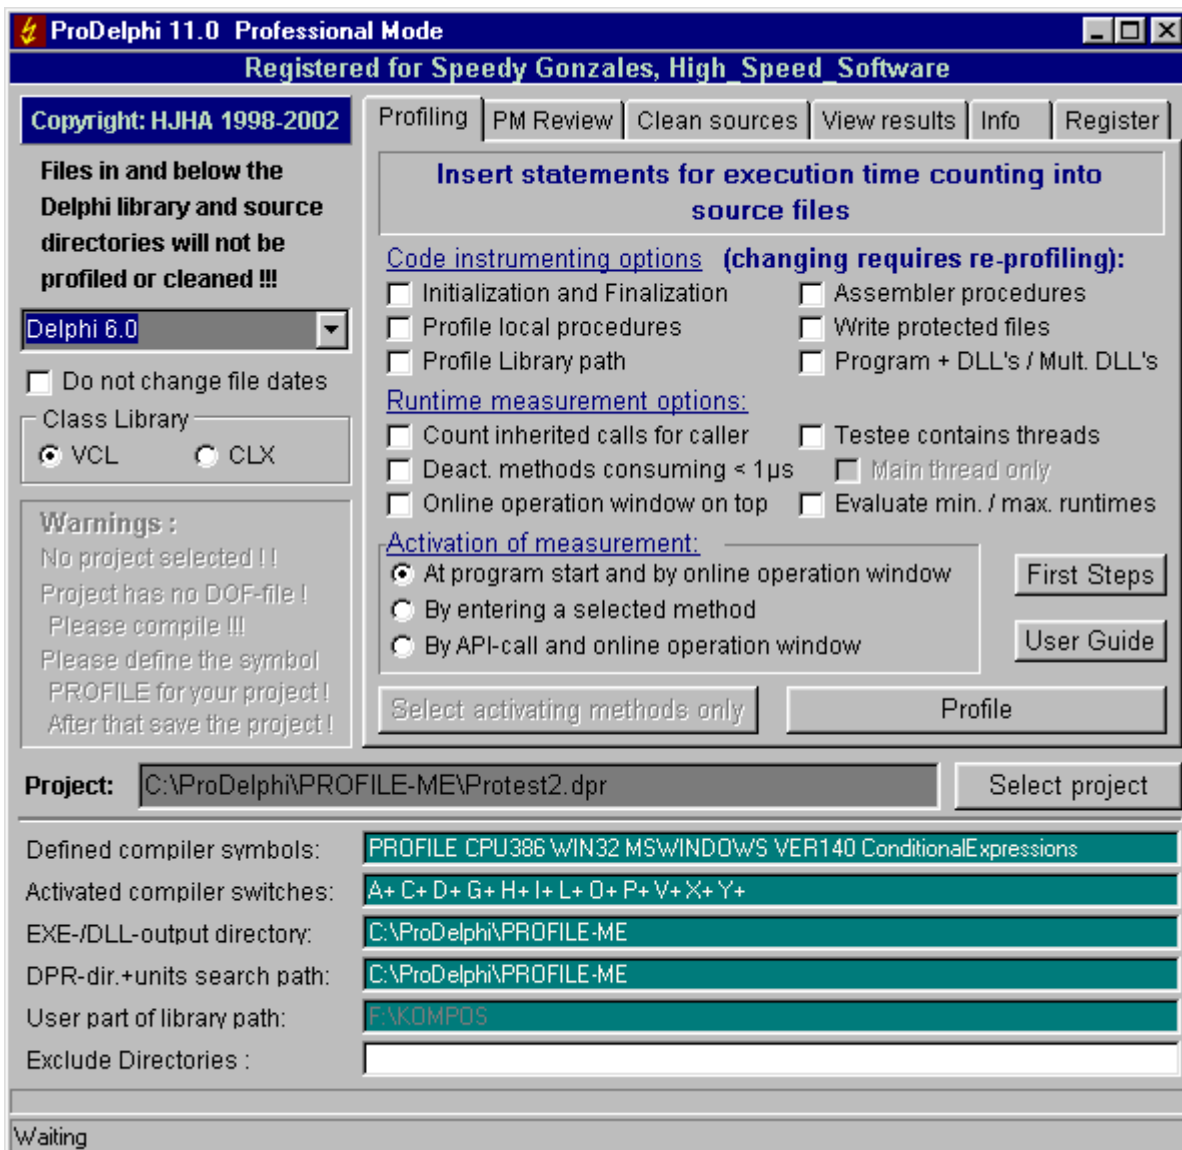 ProDelphi 11.0 Professional Mode
Registered for Speedy Gonzales, High_Speed_Software
Copyright: HJHA 1998-2002
Files in and below the
Delphi library and source
directories will not be
profiled or cleaned !!!
Delphi 6.0
Do not change file dates
Class Library
VCL CLX
Warnings :
No project selected ! !
Project has no DOF-file !
Please compile !!!
Please define the symbol
PROFILE for your project !
After that save the project !
Profiling PM Review Clean sources View results Info Register
Insert statements for execution time counting into
source files
Code instrumenting options (changing requires re-profiling):
Initialization and Finalization Assembler procedures
Profile local procedures Write protected files
Profile Library path Program + DLL's / Mult. DLL's
Runtime measurement options:
Count inherited calls for caller Testee contains threads
Deact. methods consuming < 1µs Main thread only
Online operation window on top Evaluate min. / max. runtimes
Activation of measurement:
At program start and by online operation window
By entering a selected method
By API-call and online operation window
First Steps
User Guide
Select activating methods only Profile
Project: C:\ProDelphi\PROFILE-ME\Protest2.dpr Select project
Defined compiler symbols: PROFILE CPU386 WIN32 MSWINDOWS VER140 ConditionalExpressions
Activated compiler switches: A+ C+ D+ G+ H+ I+ L+ O+ P+ V+ X+ Y+
EXE-/DLL-output directory: C:\ProDelphi\PROFILE-ME
DPR-dir.+units search path: C:\ProDelphi\PROFILE-ME
User part of library path: F:\KOMPOS
Exclude Directories :
Waiting